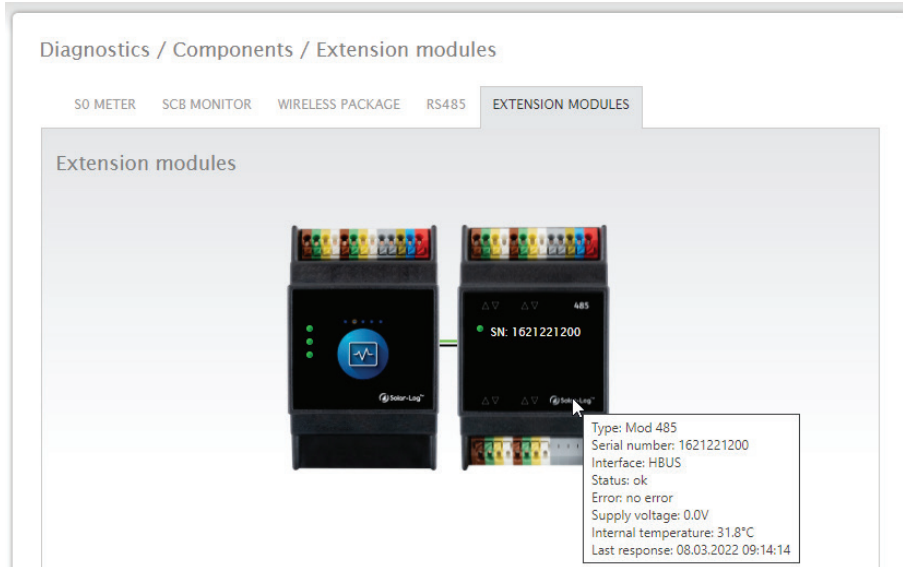 Diagnostics / Components / Extension modules
S0 METER SCB MONITOR WIRELESS PACKAGE RS485 EXTENSION MODULES
Extension modules
485
SN: 1621221200
Solar-Log™
Solar-Log™
Type: Mod 485
Serial number: 1621221200
Interface: HBUS
Status: ok
Error: no error
Supply voltage: 0.0V
Internal temperature: 31.8°C
Last response: 08.03.2022 09:14:14